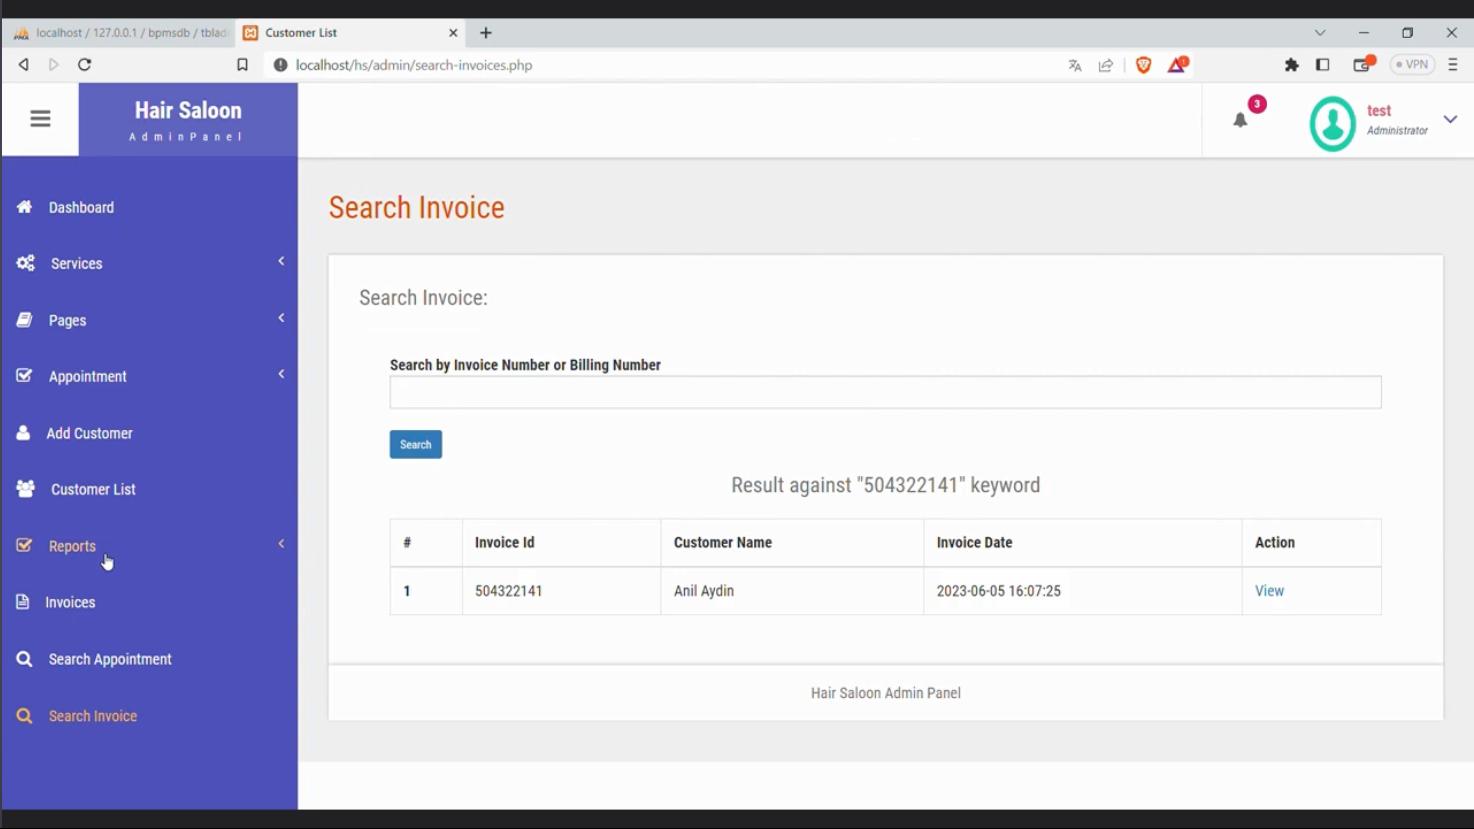 localhost / 127.0.0.1 / bpmsdb / tblad
Customer List
localhost/hs/admin/search-invoices.php
VPN
Hair Saloon
AdminPanel
3
test
Administrator
Dashboard
Services
Pages
Appointment
Add Customer
Customer List
Reports
Invoices
Search Appointment
Search Invoice
Search Invoice
Search Invoice:
Search by Invoice Number or Billing Number
Search
Result against "504322141" keyword
# Invoice Id Customer Name Invoice Date Action
1 504322141 Anil Aydin 2023-06-05 16:07:25 View
Hair Saloon Admin Panel